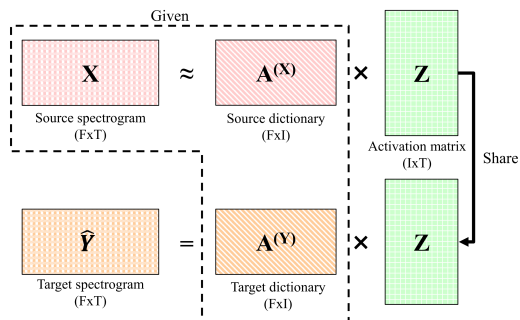 Given
X ≈ A(X) × Z
Source spectrogram
(FxT)
Source dictionary
(FxI)
Activation matrix
(IxT)
Share
Ŷ = A(Y) × Z
Target spectrogram
(FxT)
Target dictionary
(FxI)